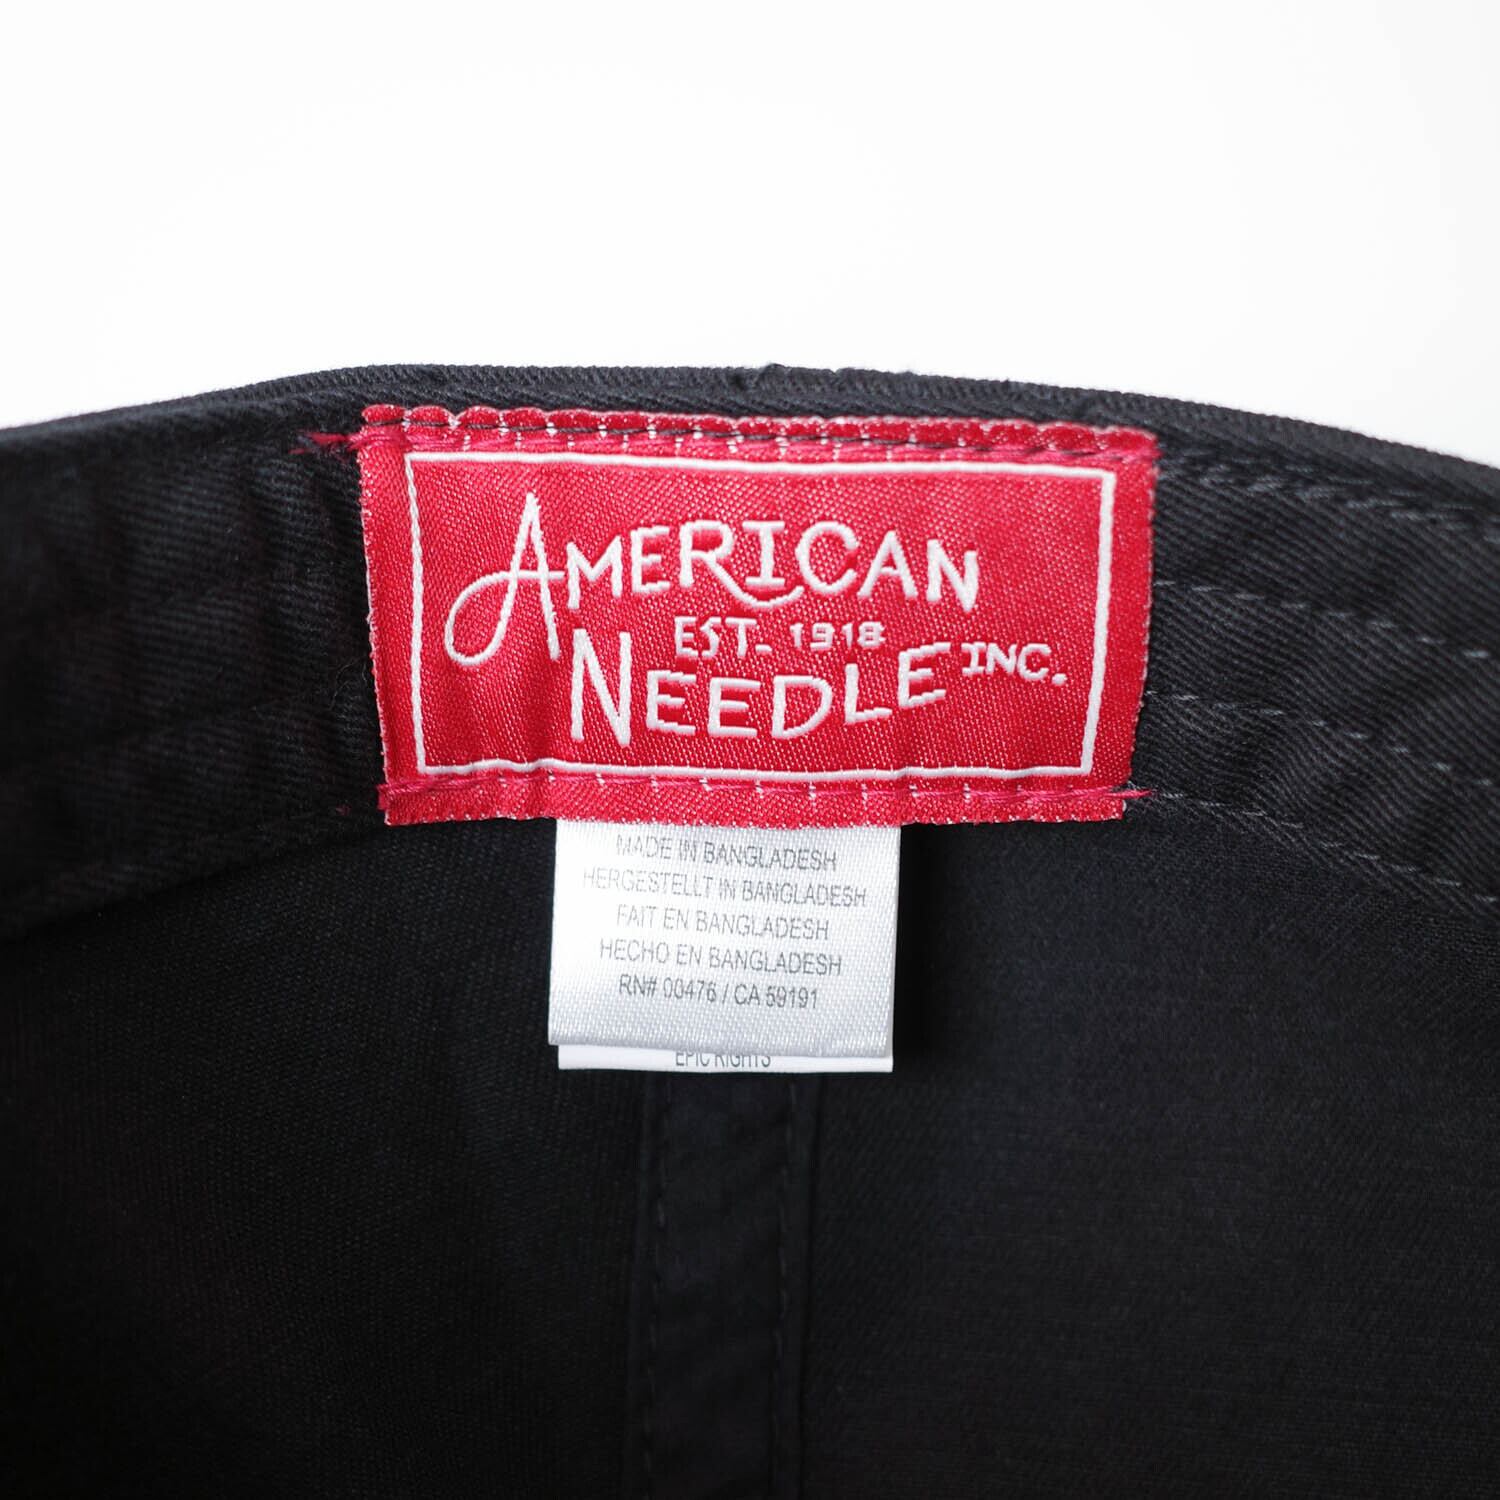 AMERICAN
EST. 1918
NEEDLE INC.
MADE IN BANGLADESH
HERGESTELLT IN BANGLADESH
FAIT EN BANGLADESH
HECHO EN BANGLADESH
RN# 00476 / CA 59191
EPIC RIGHTS